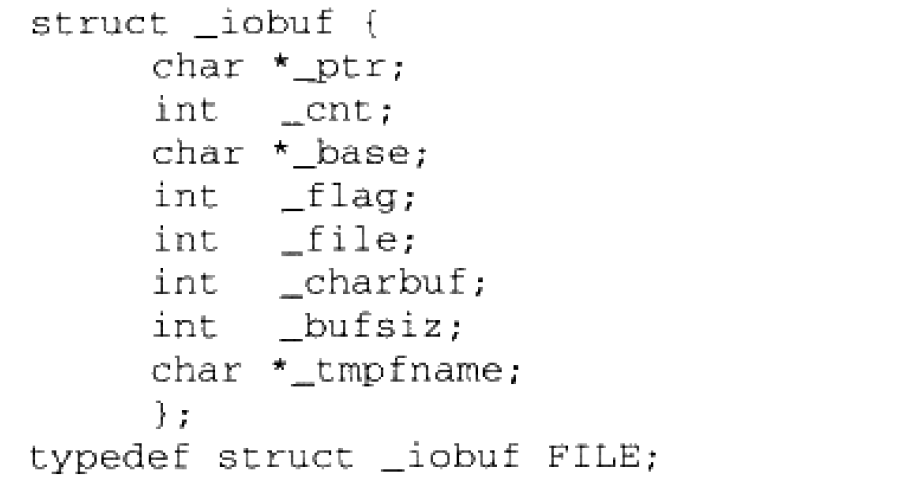 struct _iobuf {
char *_ptr;
int _cnt;
char *_base;
int _flag;
int _file;
int _charbuf;
int _bufsiz;
char *_tmpfname;
};
typedef struct _iobuf FILE;